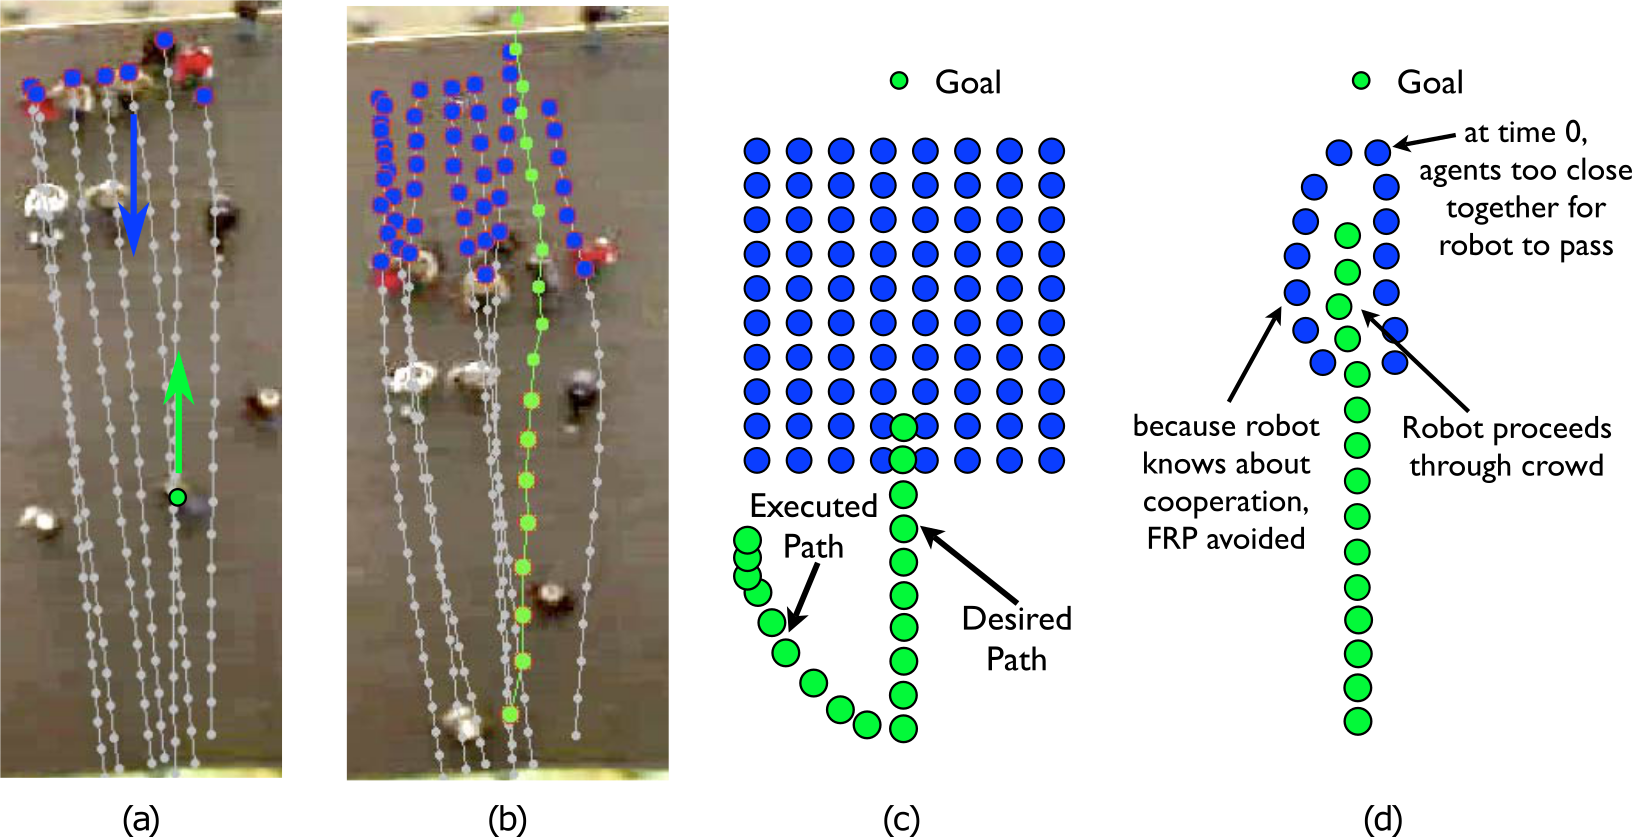 Goal
Executed
Path
Desired
Path
Goal
at time 0,
agents too close
together for
robot to pass
because robot
knows about
cooperation,
FRP avoided
Robot proceeds
through crowd
(a)
(b)
(c)
(d)